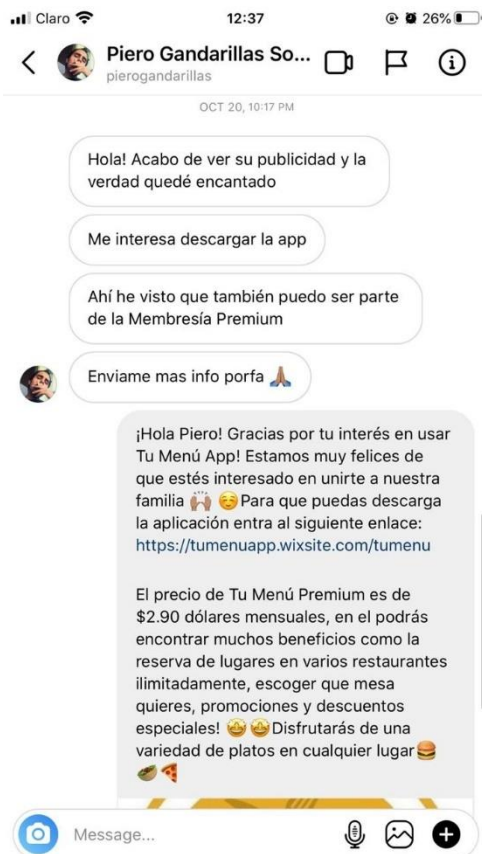 Claro
12:37
26%
Piero Gandarillas So...
pierogandarillas
OCT 20, 10:17 PM
Hola! Acabo de ver su publicidad y la
verdad quedé encantado
Me interesa descargar la app
Ahí he visto que también puedo ser parte
de la Membresía Premium
Enviame mas info porfa 🙏🏽
¡Hola Piero! Gracias por tu interés en usar
Tu Menú App! Estamos muy felices de
que estés interesado en unirte a nuestra
familia 🙌🏽 ☺️Para que puedas descarga
la aplicación entra al siguiente enlace:
https://tumenuapp.wixsite.com/tumenu
El precio de Tu Menú Premium es de
$2.90 dólares mensuales, en el podrás
encontrar muchos beneficios como la
reserva de lugares en varios restaurantes
ilimitadamente, escoger que mesa
quieres, promociones y descuentos
especiales! 🤩🤩Disfrutarás de una
variedad de platos en cualquier lugar🍔
🥙🍕
Message...